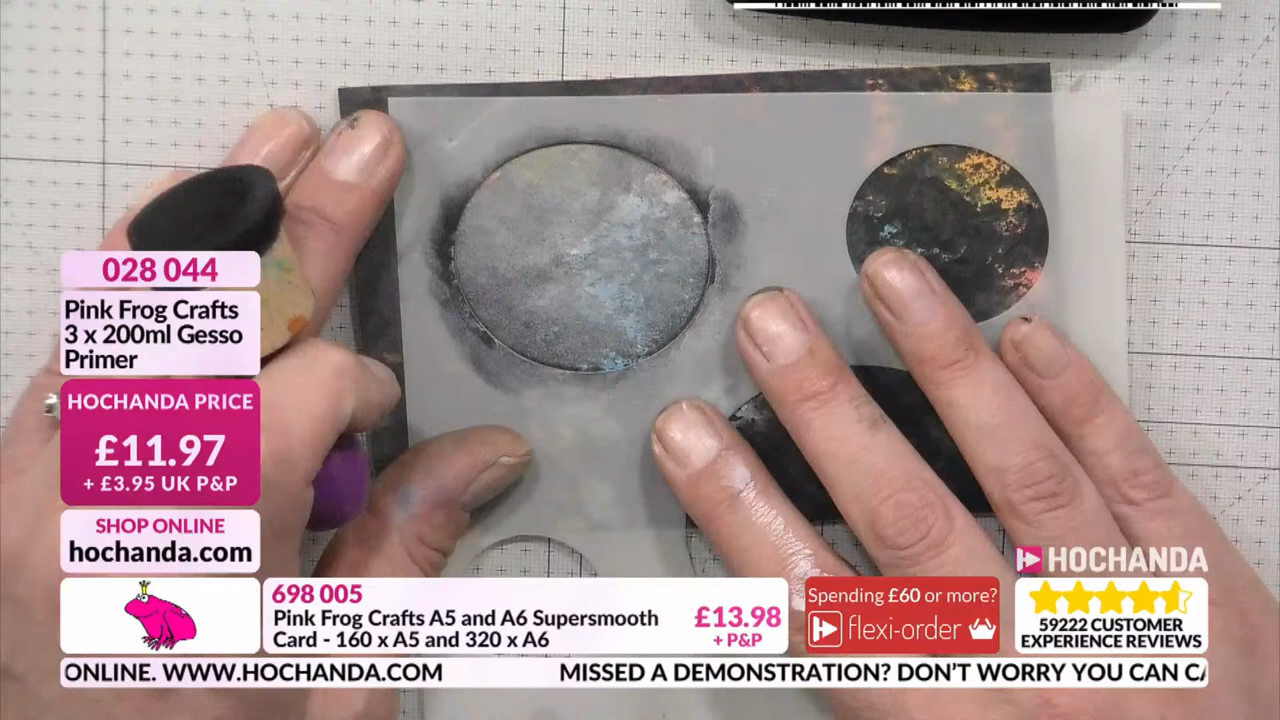 028 044
Pink Frog Crafts
3 x 200ml Gesso
Primer
HOCHANDA PRICE
£11.97
+ £3.95 UK P&P
SHOP ONLINE
hochanda.com
698 005
Pink Frog Crafts A5 and A6 Supersmooth
Card - 160 x A5 and 320 x A6
£13.98
+ P&P
Spending £60 or more?
flexi-order
HOCHANDA
59222 CUSTOMER
EXPERIENCE REVIEWS
ONLINE. WWW.HOCHANDA.COM MISSED A DEMONSTRATION? DON'T WORRY YOU CAN